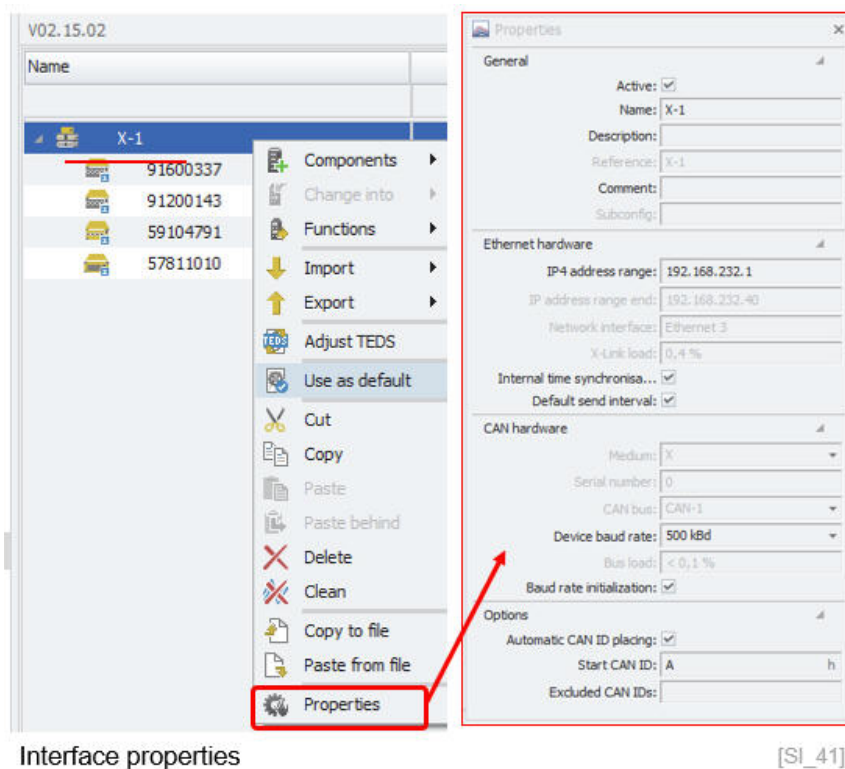 V02.15.02
Name
X-1
91600337
91200143
59104791
57811010
Components
Change into
Functions
Import
Export
TEDS
Adjust TEDS
Use as default
Cut
Copy
Paste
Paste behind
Delete
Clean
Copy to file
Paste from file
Properties
Properties
General
Active:
Name: X-1
Description:
Reference: X-1
Comment:
Subconfig:
Ethernet hardware
IP4 address range: 192.168.232.1
IP address range end: 192.168.232.40
Network interface: Ethernet 3
X-Link load: 0,4 %
Internal time synchronisa...
Default send interval:
CAN hardware
Medium: X
Serial number: 0
CAN bus: CAN-1
Device baud rate: 500 kBd
Bus load: < 0,1 %
Baud rate initialization:
Options
Automatic CAN ID placing:
Start CAN ID: A h
Excluded CAN IDs:
Interface properties
[SI_41]